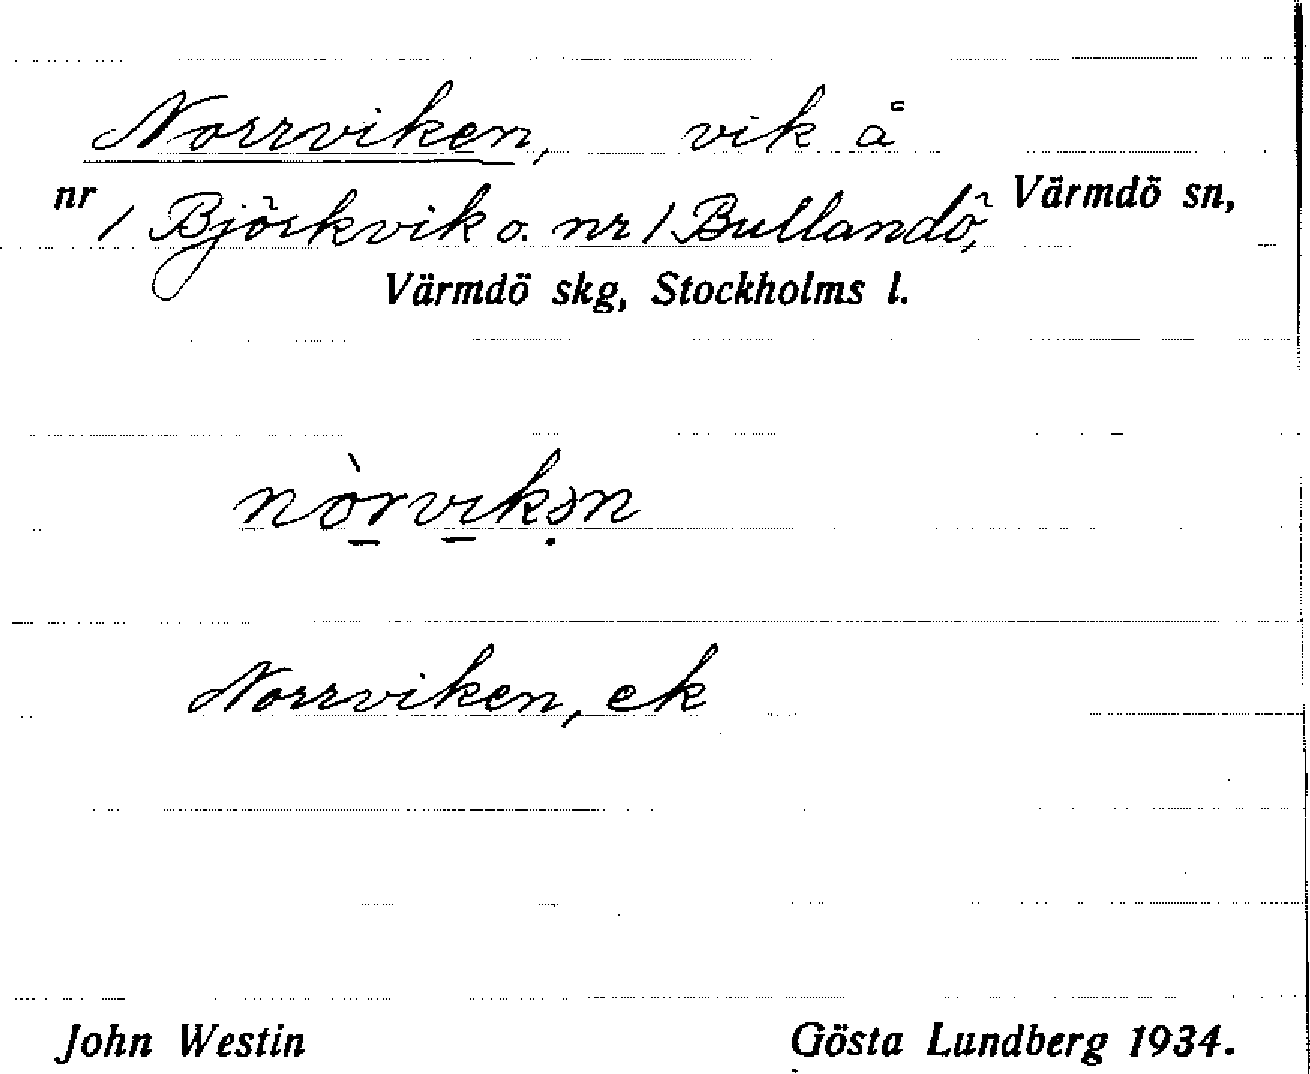 Norrviken, vik å
nr 1 Björkvik o. nr 1 Bullandö, Värmdö sn,
Värmdö skg, Stockholms l.
nòrvikən
Norrviken, ek
John Westin Gösta Lundberg 1934.